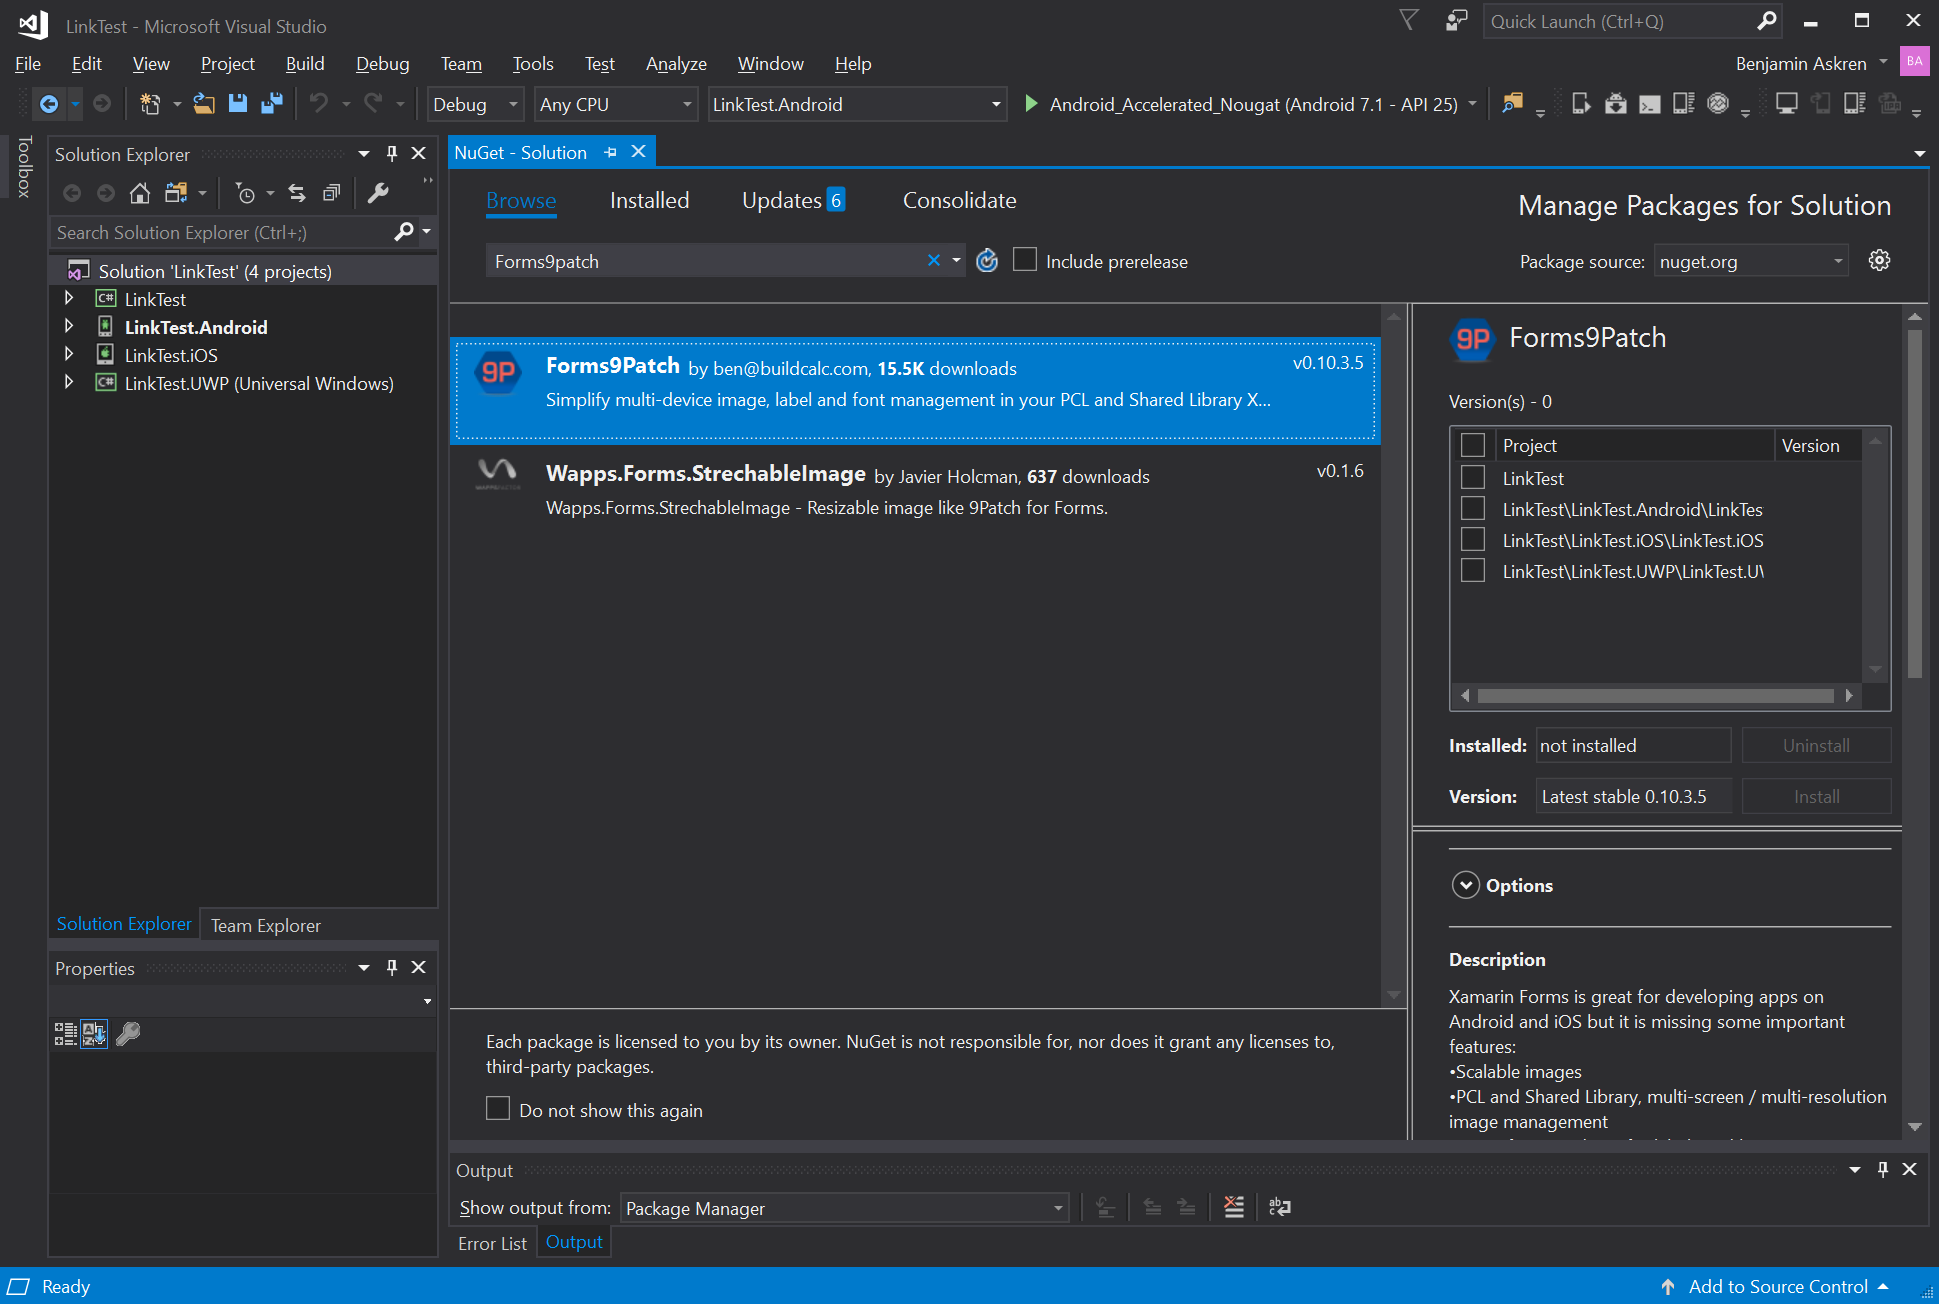 LinkTest - Microsoft Visual Studio
Quick Launch (Ctrl+Q)
File Edit View Project Build Debug Team Tools Test Analyze Window Help
Benjamin Askren BA
Debug Any CPU LinkTest.Android Android_Accelerated_Nougat (Android 7.1 - API 25)
Toolbox
Solution Explorer
Search Solution Explorer (Ctrl+;)
Solution 'LinkTest' (4 projects)
C# LinkTest
LinkTest.Android
LinkTest.iOS
C# LinkTest.UWP (Universal Windows)
Solution Explorer Team Explorer
Properties
NuGet - Solution
Browse Installed Updates 6 Consolidate
Manage Packages for Solution
Forms9patch
Include prerelease
Package source: nuget.org
9P
Forms9Patch by ben@buildcalc.com, 15.5K downloads
v0.10.3.5
Simplify multi-device image, label and font management in your PCL and Shared Library X...
Wapps.Forms.StrechableImage by Javier Holcman, 637 downloads
v0.1.6
Wapps.Forms.StrechableImage - Resizable image like 9Patch for Forms.
Each package is licensed to you by its owner. NuGet is not responsible for, nor does it grant any licenses to,
third-party packages.
Do not show this again
9P Forms9Patch
Version(s) - 0
Project Version
LinkTest
LinkTest\LinkTest.Android\LinkTes
LinkTest\LinkTest.iOS\LinkTest.iOS
LinkTest\LinkTest.UWP\LinkTest.U\
Installed: not installed Uninstall
Version: Latest stable 0.10.3.5 Install
Options
Description
Xamarin Forms is great for developing apps on
Android and iOS but it is missing some important
features:
•Scalable images
•PCL and Shared Library, multi-screen / multi-resolution
image management
Output
Show output from: Package Manager
Error List Output
Ready
Add to Source Control